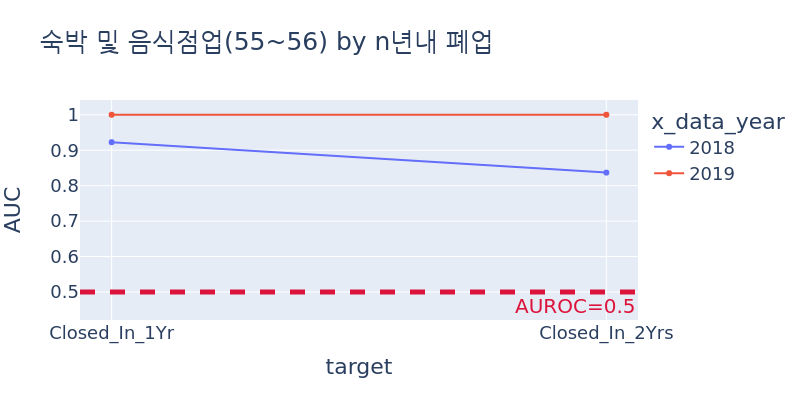 숙박 및 음식점업(55~56) by n년내 폐업
x_data_year
2018
2019
AUC
1
0.9
0.8
0.7
0.6
0.5
AUROC=0.5
Closed_In_1Yr
Closed_In_2Yrs
target